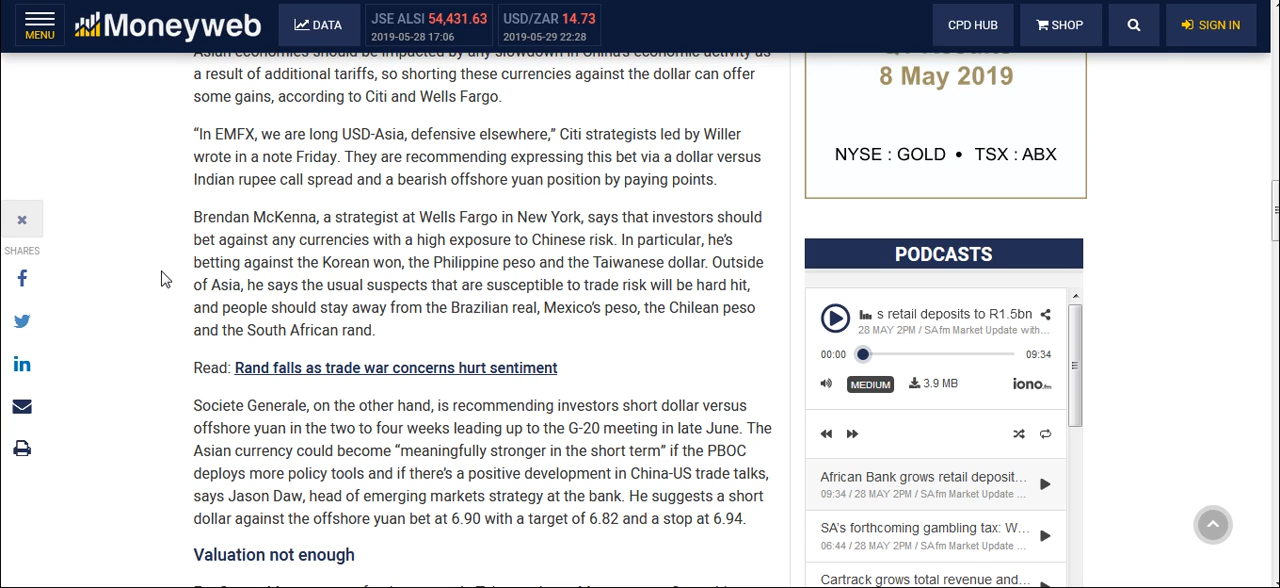 MENU
Moneyweb
DATA
JSE ALSI 54,431.63
2019-05-28 17:06
USD/ZAR 14.73
2019-05-29 22:28
CPD HUB
SHOP
SIGN IN
Asian economies should be impacted by any slowdown in China's economic activity as
a result of additional tariffs, so shorting these currencies against the dollar can offer
some gains, according to Citi and Wells Fargo.
“In EMFX, we are long USD-Asia, defensive elsewhere,” Citi strategists led by Willer
wrote in a note Friday. They are recommending expressing this bet via a dollar versus
Indian rupee call spread and a bearish offshore yuan position by paying points.
Brendan McKenna, a strategist at Wells Fargo in New York, says that investors should
bet against any currencies with a high exposure to Chinese risk. In particular, he's
betting against the Korean won, the Philippine peso and the Taiwanese dollar. Outside
of Asia, he says the usual suspects that are susceptible to trade risk will be hard hit,
and people should stay away from the Brazilian real, Mexico's peso, the Chilean peso
and the South African rand.
Read: Rand falls as trade war concerns hurt sentiment
Societe Generale, on the other hand, is recommending investors short dollar versus
offshore yuan in the two to four weeks leading up to the G-20 meeting in late June. The
Asian currency could become “meaningfully stronger in the short term” if the PBOC
deploys more policy tools and if there's a positive development in China-US trade talks,
says Jason Daw, head of emerging markets strategy at the bank. He suggests a short
dollar against the offshore yuan bet at 6.90 with a target of 6.82 and a stop at 6.94.
Valuation not enough
SHARES
8 May 2019
NYSE : GOLD • TSX : ABX
PODCASTS
s retail deposits to R1.5bn
28 MAY 2PM / SAfm Market Update with...
00:00
09:34
MEDIUM
3.9 MB
iono.fm
African Bank grows retail deposit...
09:34 / 28 MAY 2PM / SAfm Market Update ...
SA's forthcoming gambling tax: W...
06:44 / 28 MAY 2PM / SAfm Market Update ...
Cartrack grows total revenue and...